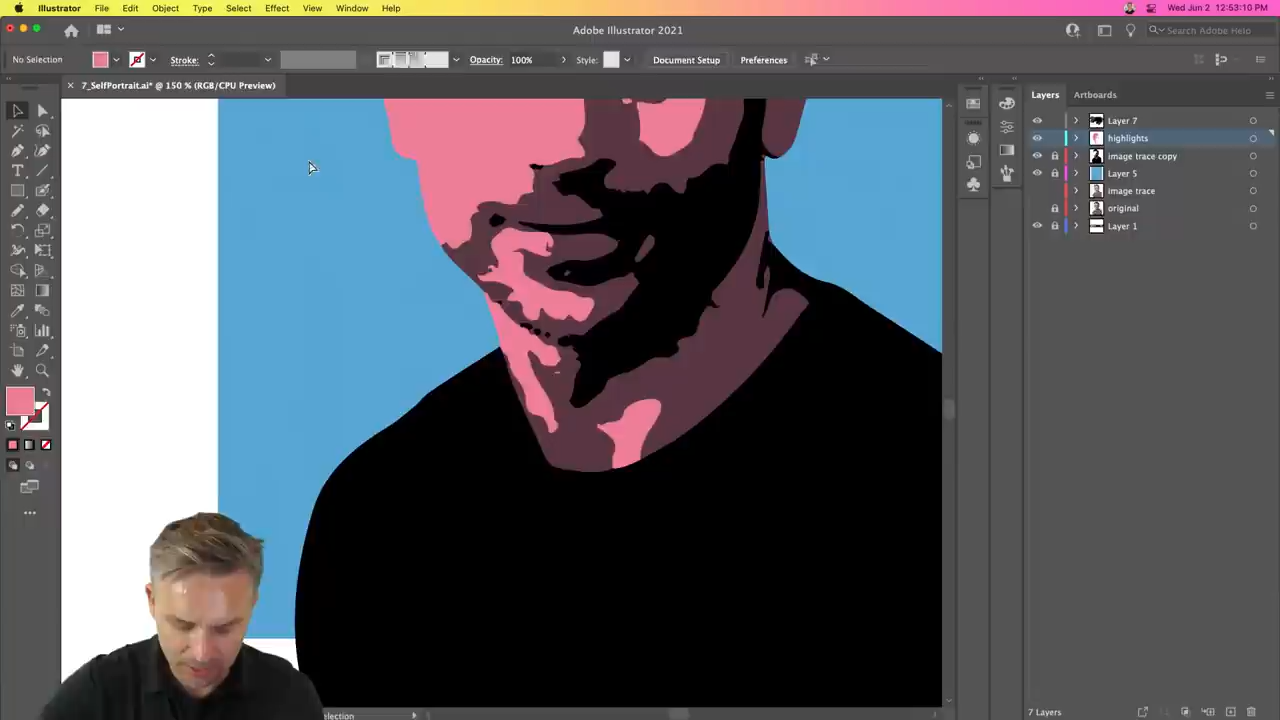 Illustrator File Edit Object Type Select Effect View Window Help Wed Jun 2 12:53:10 PM
Adobe Illustrator 2021
Search Adobe Help
No Selection Stroke: Opacity: 100% Style: Document Setup Preferences
7_SelfPortrait.ai* @ 150 % (RGB/CPU Preview)
Layers Artboards
Layer 7
highlights
image trace copy
Layer 5
image trace
original
Layer 1
election
7 Layers